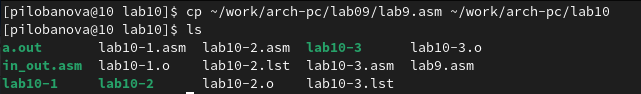 [pilobanova@10 lab10]$ cp ~/work/arch-pc/lab09/lab9.asm ~/work/arch-pc/lab10
[pilobanova@10 lab10]$ ls
a.out lab10-1.asm lab10-2.asm lab10-3 lab10-3.o
in_out.asm lab10-1.o lab10-2.lst lab10-3.asm lab9.asm
lab10-1 lab10-2 lab10-2.o lab10-3.lst